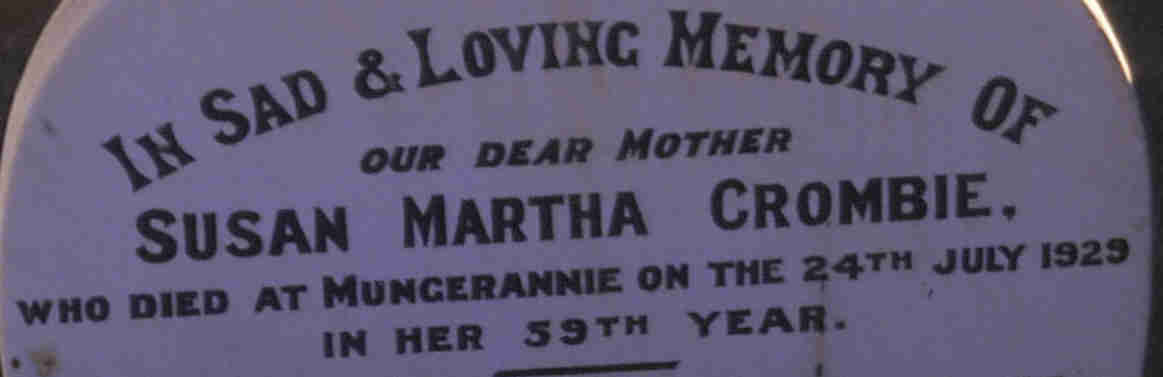 IN SAD & LOVING MEMORY OF
OUR DEAR MOTHER
SUSAN MARTHA CROMBIE.
WHO DIED AT MUNGERANNIE ON THE 24TH JULY 1929
IN HER 59TH YEAR.